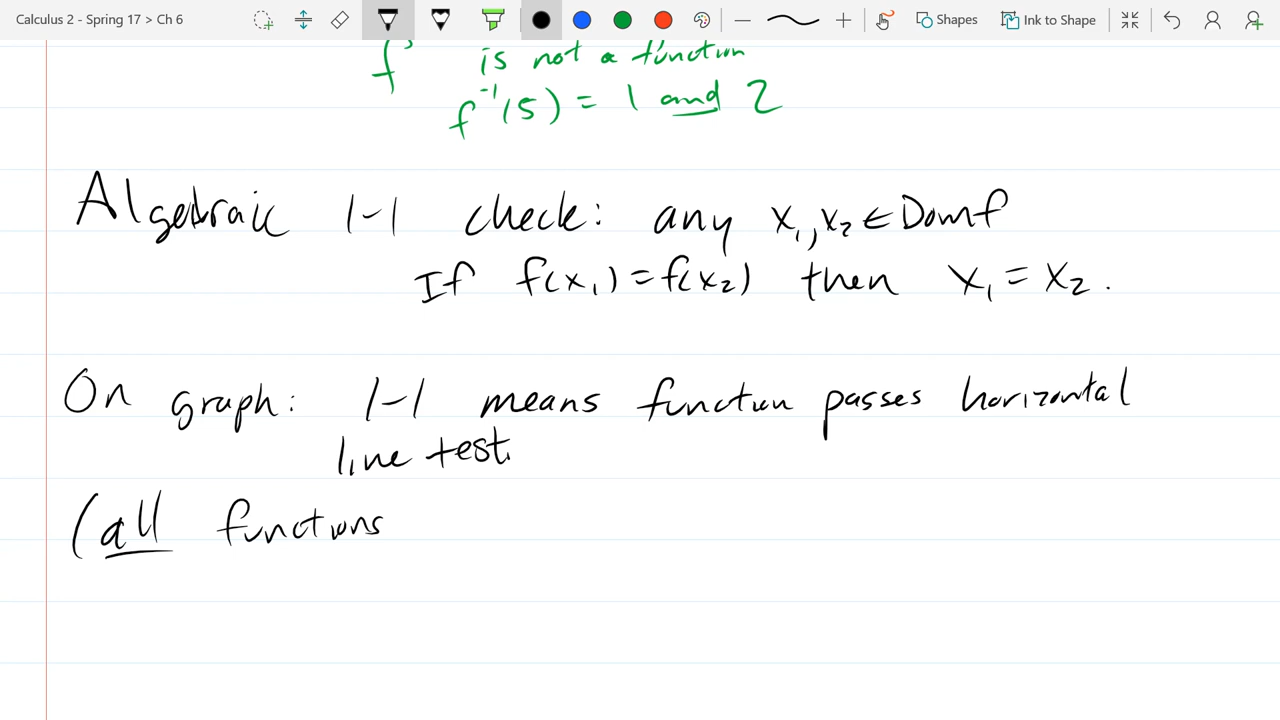 Calculus 2 - Spring 17 > Ch 6
Shapes
Ink to Shape
f is not a function
f⁻¹(5) = 1 and 2
Algebraic 1-1 check: any x₁,x₂ ∈ Domf
If f(x₁) = f(x₂) then x₁ = x₂.
On graph: 1-1 means function passes horizontal
line test.
(all functions